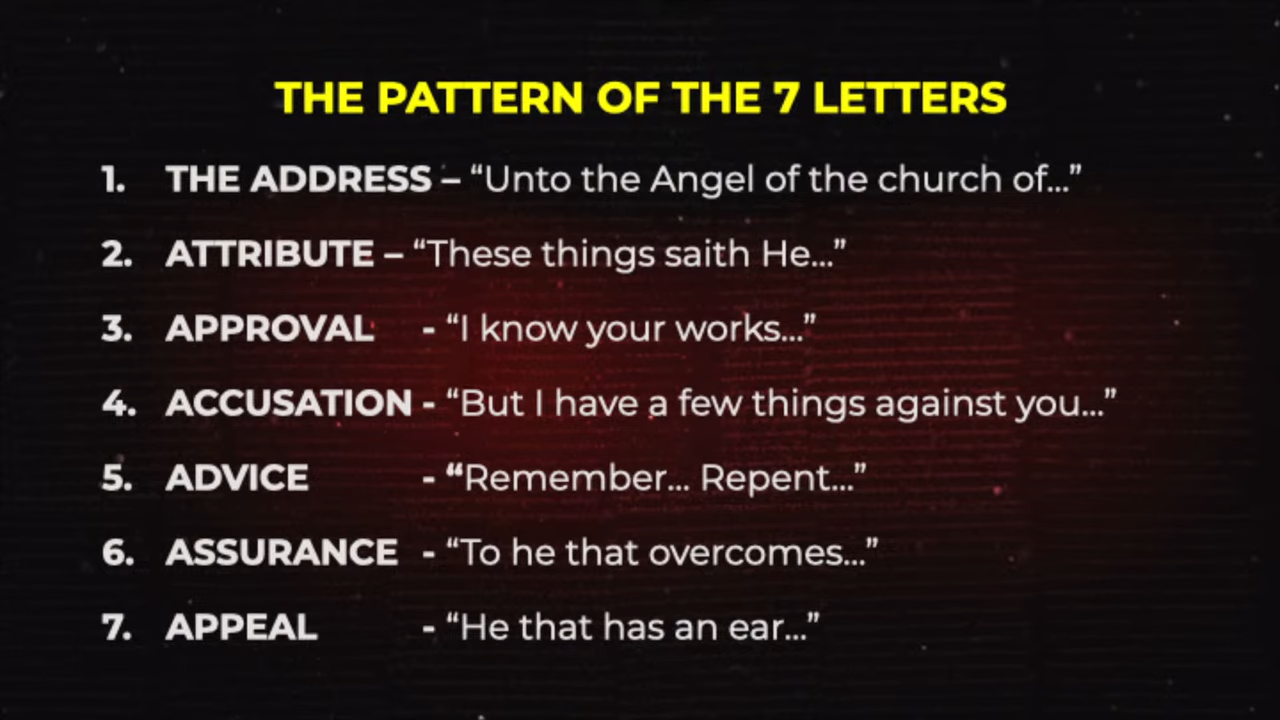 THE PATTERN OF THE 7 LETTERS
1. THE ADDRESS – “Unto the Angel of the church of...”
2. ATTRIBUTE – “These things saith He...”
3. APPROVAL - “I know your works...”
4. ACCUSATION - “But I have a few things against you...”
5. ADVICE - “Remember... Repent...”
6. ASSURANCE - “To he that overcomes...”
7. APPEAL - “He that has an ear...”